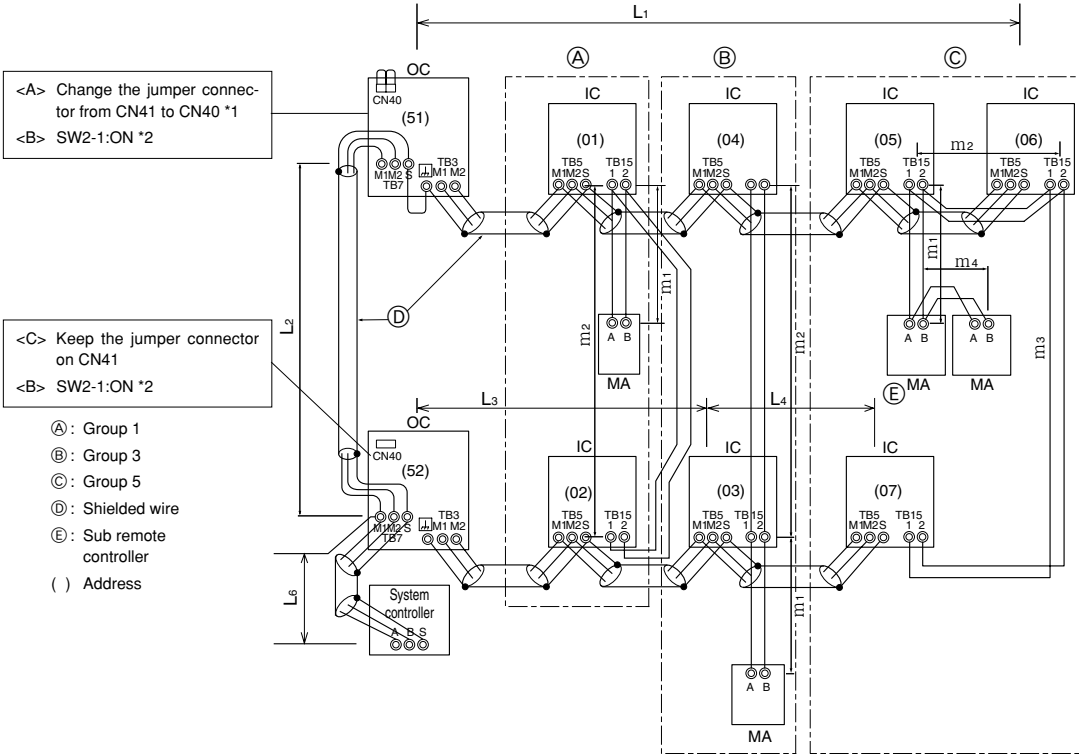 L1
OC
A
B
C
<A> Change the jumper connec-
tor from CN41 to CN40 *1
<B> SW2-1:ON *2
CN40
(51)
M1M2 S
TB7
TB3
M1 M2
IC
(01)
TB5
M1M2S
TB15
1 2
IC
(04)
TB5
M1M2S
IC
(05)
TB5
M1M2S
TB15
1 2
IC
(06)
TB5
M1M2S
TB15
1 2
m2
m1
m4
L2
D
m2
m1
A B
MA
m2
A B
MA
A B
MA
E
m3
<C> Keep the jumper connector
on CN41
<B> SW2-1:ON *2
L3
L4
A: Group 1
B: Group 3
C: Group 5
D: Shielded wire
E: Sub remote
controller
( ) Address
OC
CN40
(52)
M1M2 S
TB7
TB3
M1 M2
IC
(02)
TB5
M1M2S
TB15
1 2
IC
(03)
TB5
M1M2S
TB15
1 2
IC
(07)
TB5
M1M2S
TB15
1 2
L6
System
controller
A B S
m1
A B
MA